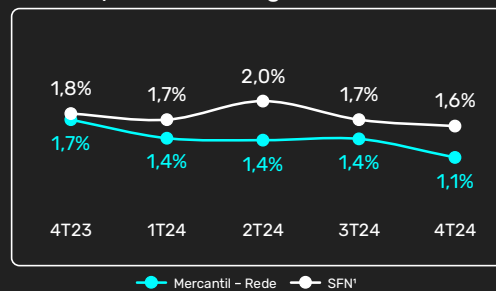 1,8%
1,7%
2,0%
1,7%
1,6%
1,7%
1,4%
1,4%
1,4%
1,1%
4T23
1T24
2T24
3T24
4T24
Mercantil – Rede
SFN¹